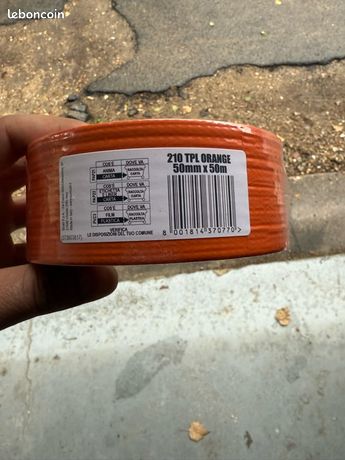 leboncoin
210 TPL ORANGE
50mm x 50m
COS'È DOVE VA
PAP21 ANIMA CARTA RACCOLTA CARTA
COS'È DOVE VA
CARTA RACCOLTA CARTA
COS'È DOVE VA
FILM PLASTICA RACCOLTA PLASTICA
VERIFICA
LE DISPOSIZIONI DEL TUO COMUNE
8 001814 370770 >